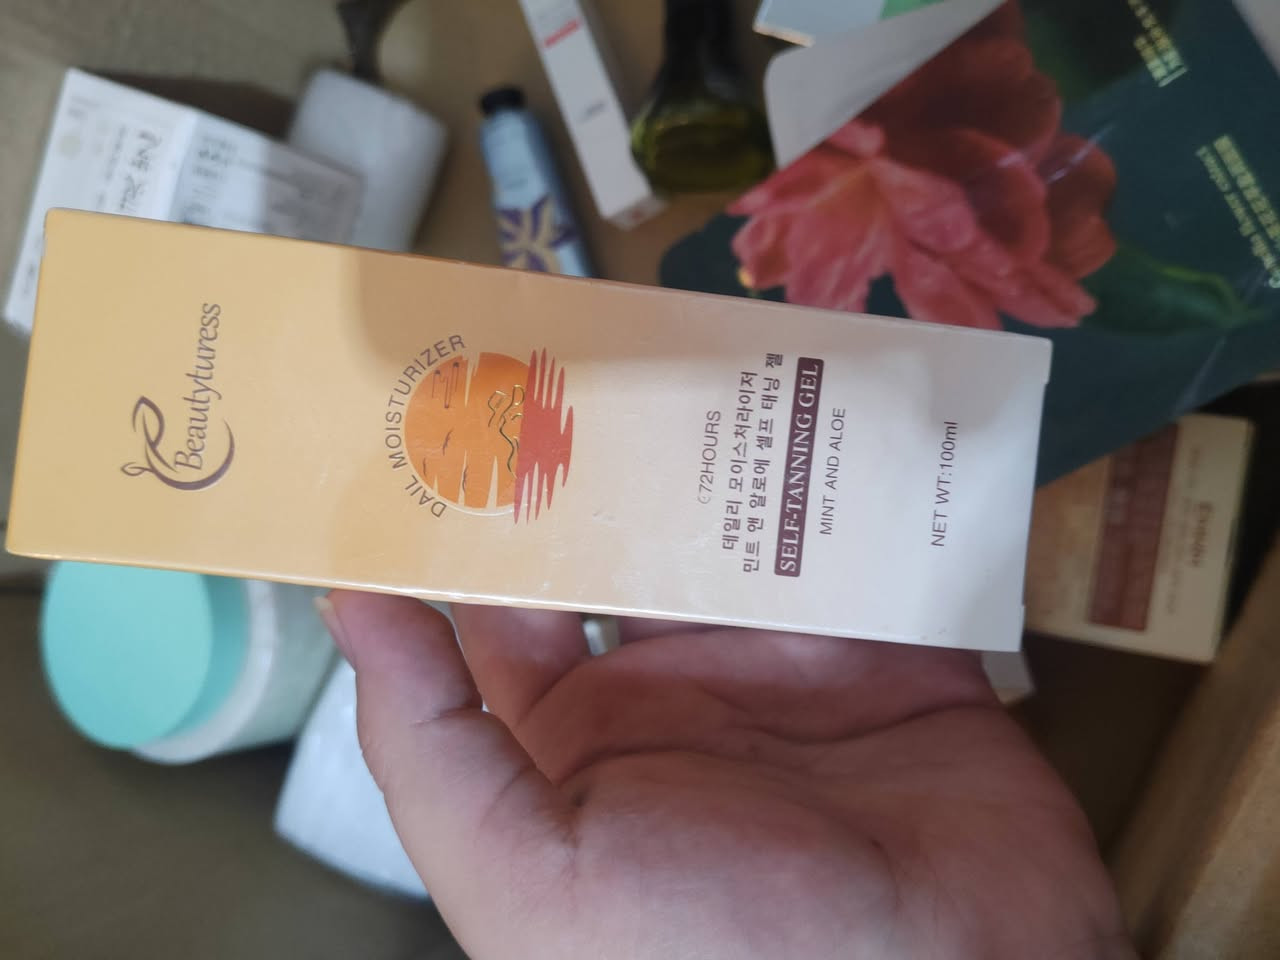 Beautyturess
DAIL MOISTURIZER
72HOURS
데일리 모이스처라이저
민트 앤 알로에 셀프 태닝 젤
SELF-TANNING GEL
MINT AND ALOE
NET WT:100ml